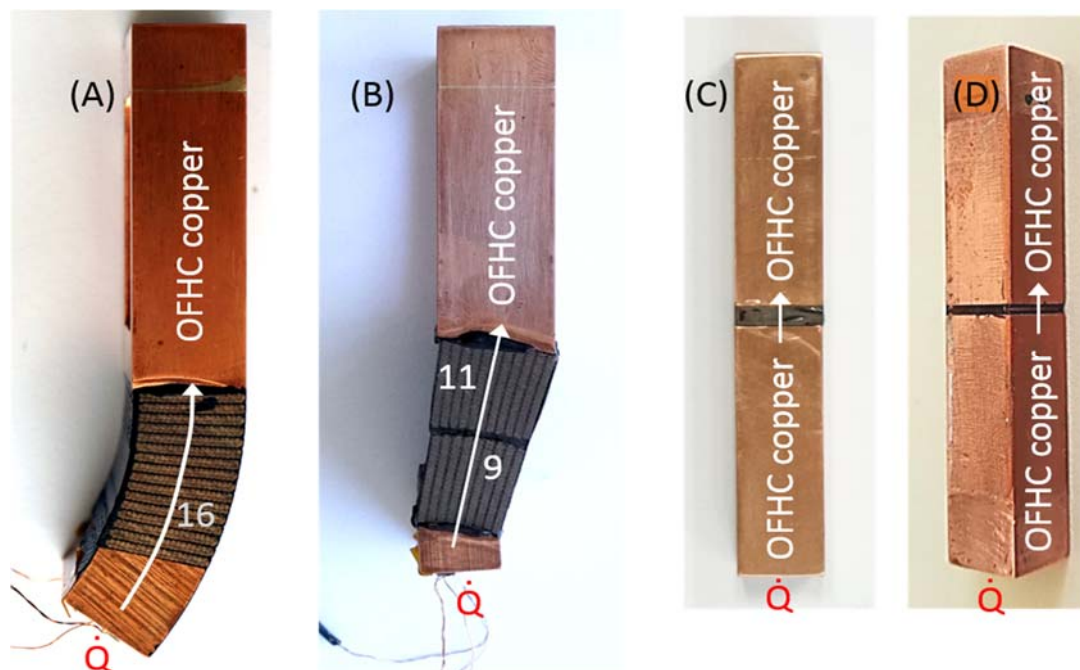 (A)
OFHC copper
16
Q̇
(B)
OFHC copper
11
9
Q̇
(C)
OFHC copper
OFHC copper
Q̇
(D)
OFHC copper
OFHC copper
Q̇